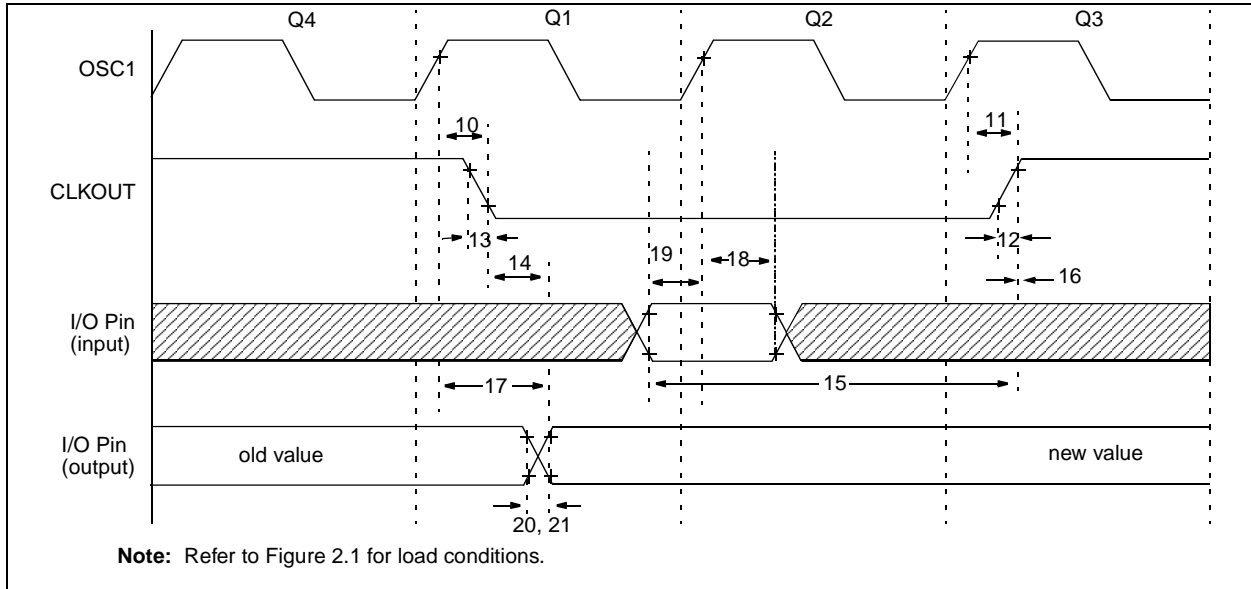 Q4 Q1 Q2 Q3
OSC1
10 11
CLKOUT
13 12
14 19 18 16
I/O Pin
(input)
17 15
I/O Pin
(output)
old value new value
20, 21
Note: Refer to Figure 2.1 for load conditions.